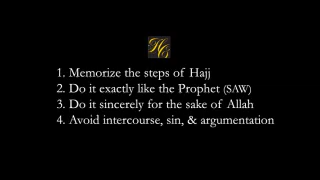 1. Memorize the steps of Hajj
2. Do it exactly like the Prophet (SAW)
3. Do it sincerely for the sake of Allah
4. Avoid intercourse, sin, & argumentation